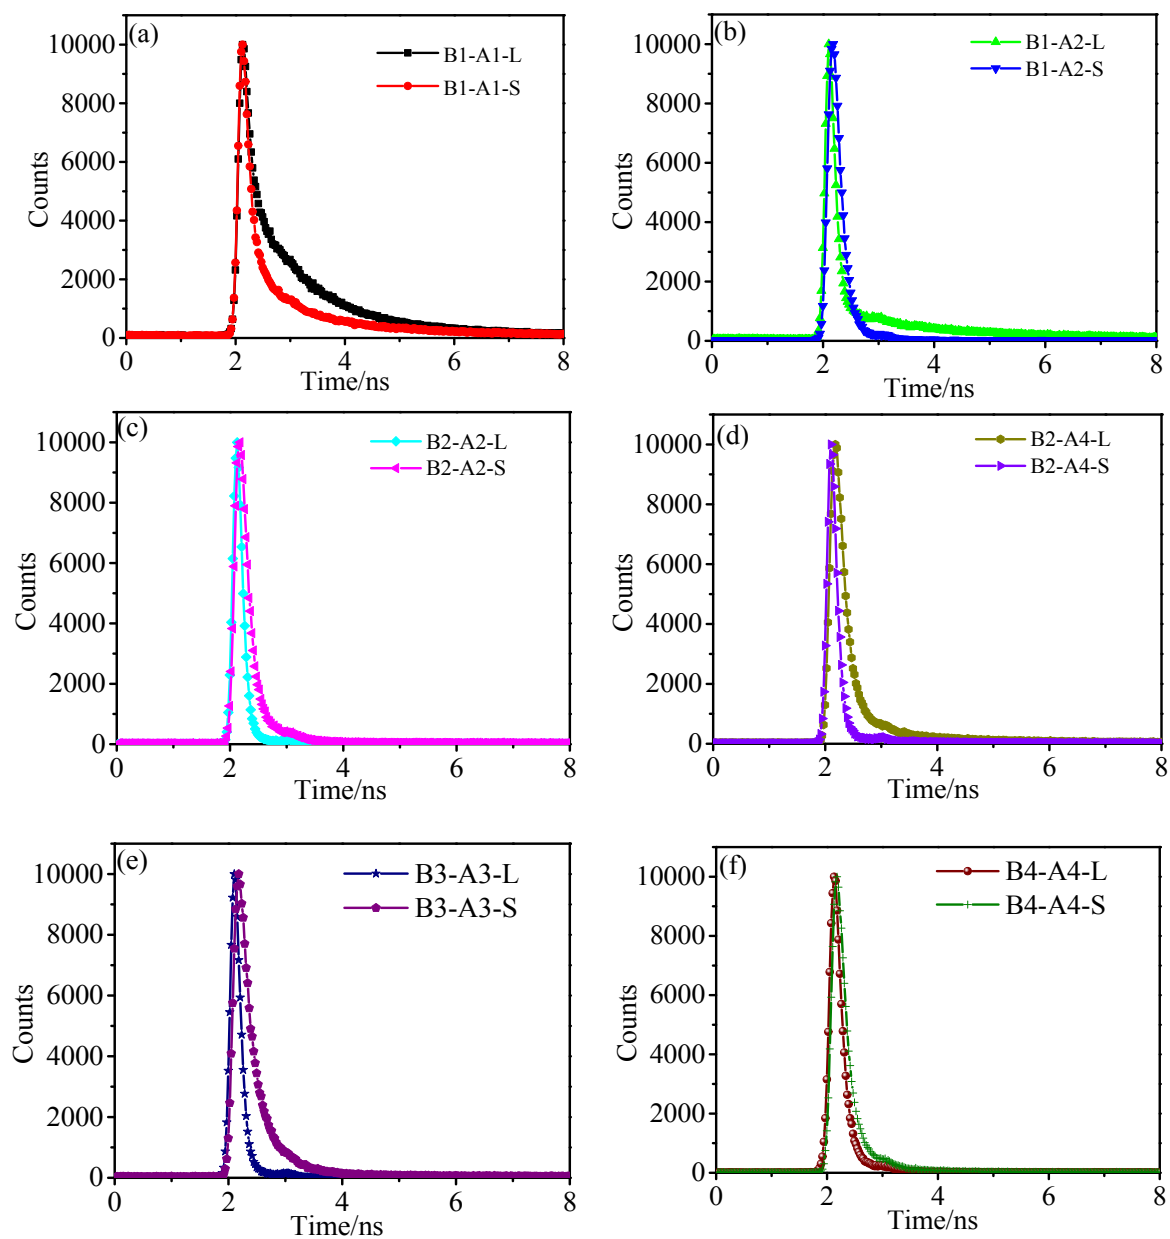 (a)
B1-A1-L
B1-A1-S
10000
8000
6000
4000
2000
0
Counts
0 2 4 6 8
Time/ns
(b)
B1-A2-L
B1-A2-S
10000
8000
6000
4000
2000
0
Counts
0 2 4 6 8
Time/ns
(c)
B2-A2-L
B2-A2-S
10000
8000
6000
4000
2000
0
Counts
0 2 4 6 8
Time/ns
(d)
B2-A4-L
B2-A4-S
10000
8000
6000
4000
2000
0
Counts
0 2 4 6 8
Time/ns
(e)
B3-A3-L
B3-A3-S
10000
8000
6000
4000
2000
0
Counts
0 2 4 6 8
Time/ns
(f)
B4-A4-L
B4-A4-S
10000
8000
6000
4000
2000
0
Counts
0 2 4 6 8
Time/ns